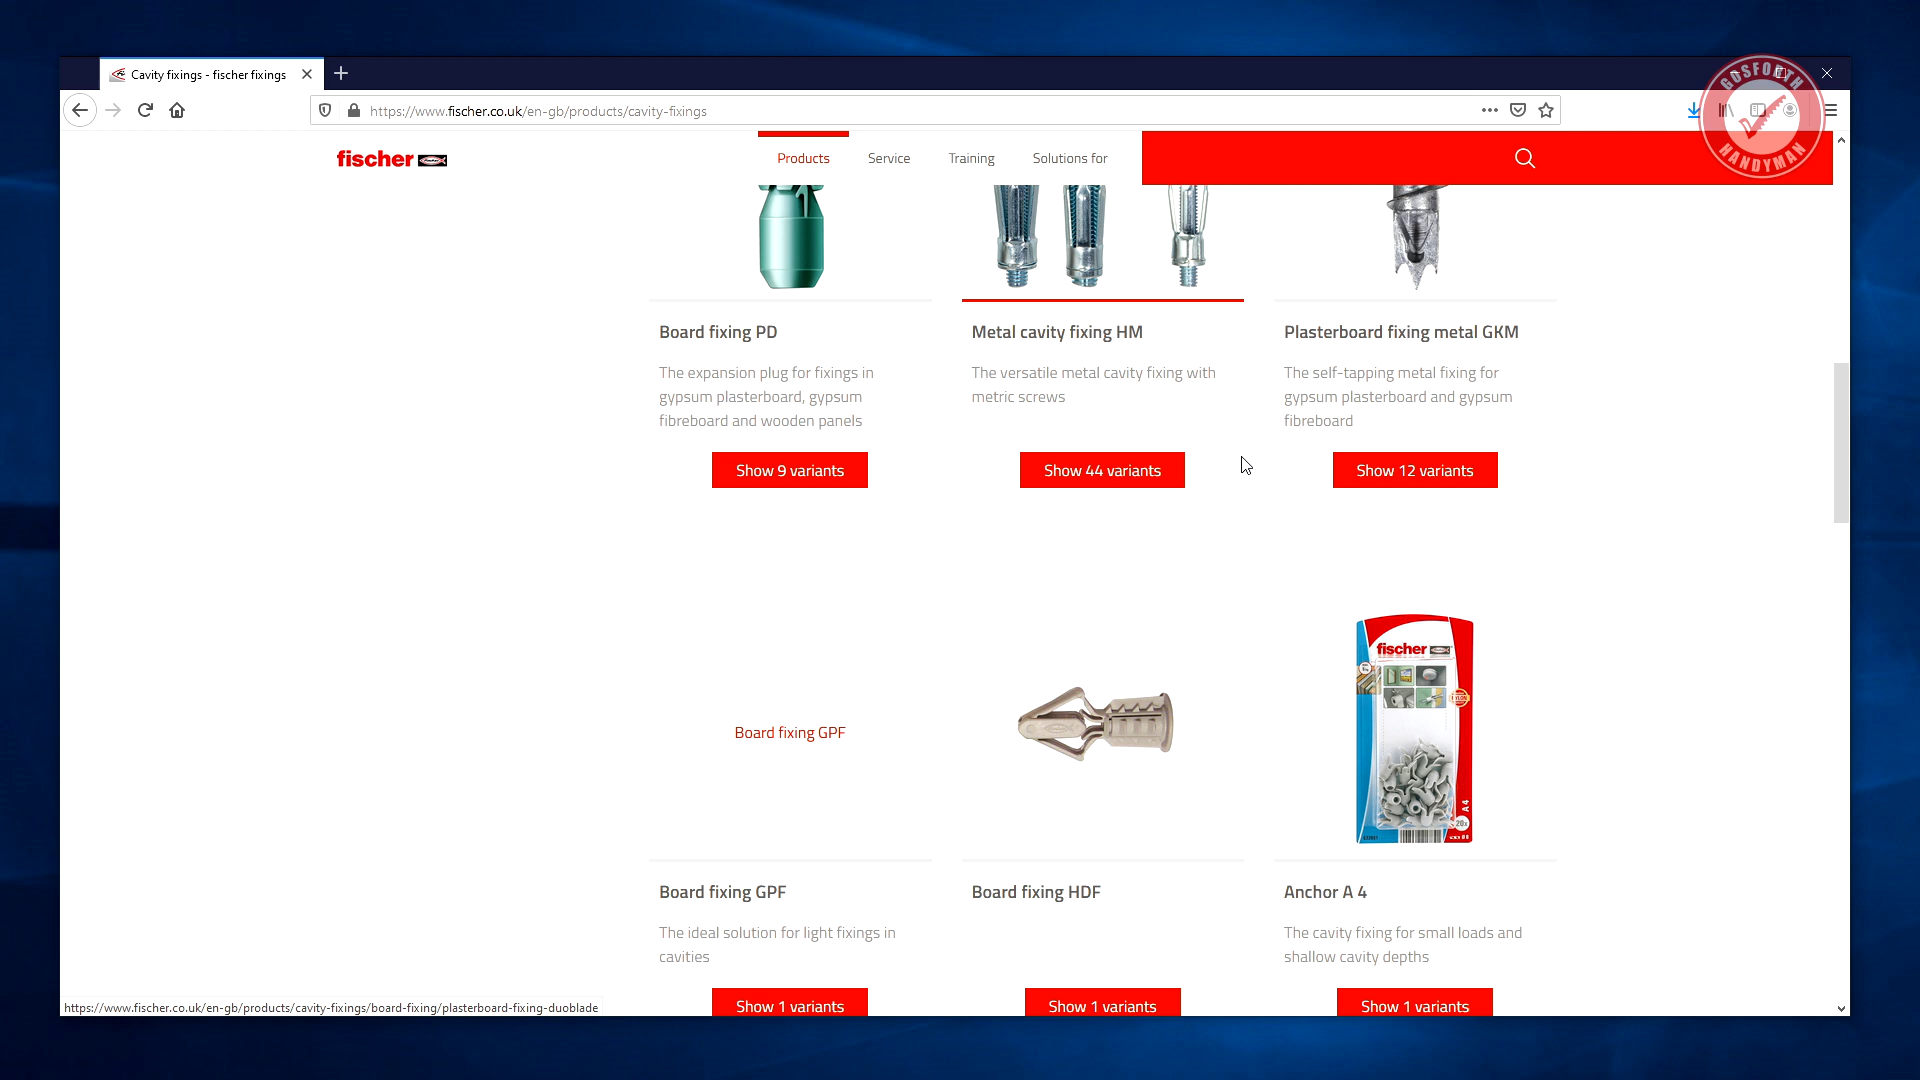 Cavity fixings - fischer fixings
https://www.fischer.co.uk/en-gb/products/cavity-fixings
GOSFORTH
HANDYMAN
fischer
Products
Service
Training
Solutions for
Board fixing PD
The expansion plug for fixings in
gypsum plasterboard, gypsum
fibreboard and wooden panels
Show 9 variants
Metal cavity fixing HM
The versatile metal cavity fixing with
metric screws
Show 44 variants
Plasterboard fixing metal GKM
The self-tapping metal fixing for
gypsum plasterboard and gypsum
fibreboard
Show 12 variants
Board fixing GPF
fischer
A 4
20x
Board fixing GPF
The ideal solution for light fixings in
cavities
Show 1 variants
Board fixing HDF
Show 1 variants
Anchor A 4
The cavity fixing for small loads and
shallow cavity depths
Show 1 variants
https://www.fischer.co.uk/en-gb/products/cavity-fixings/board-fixing/plasterboard-fixing-duoblade